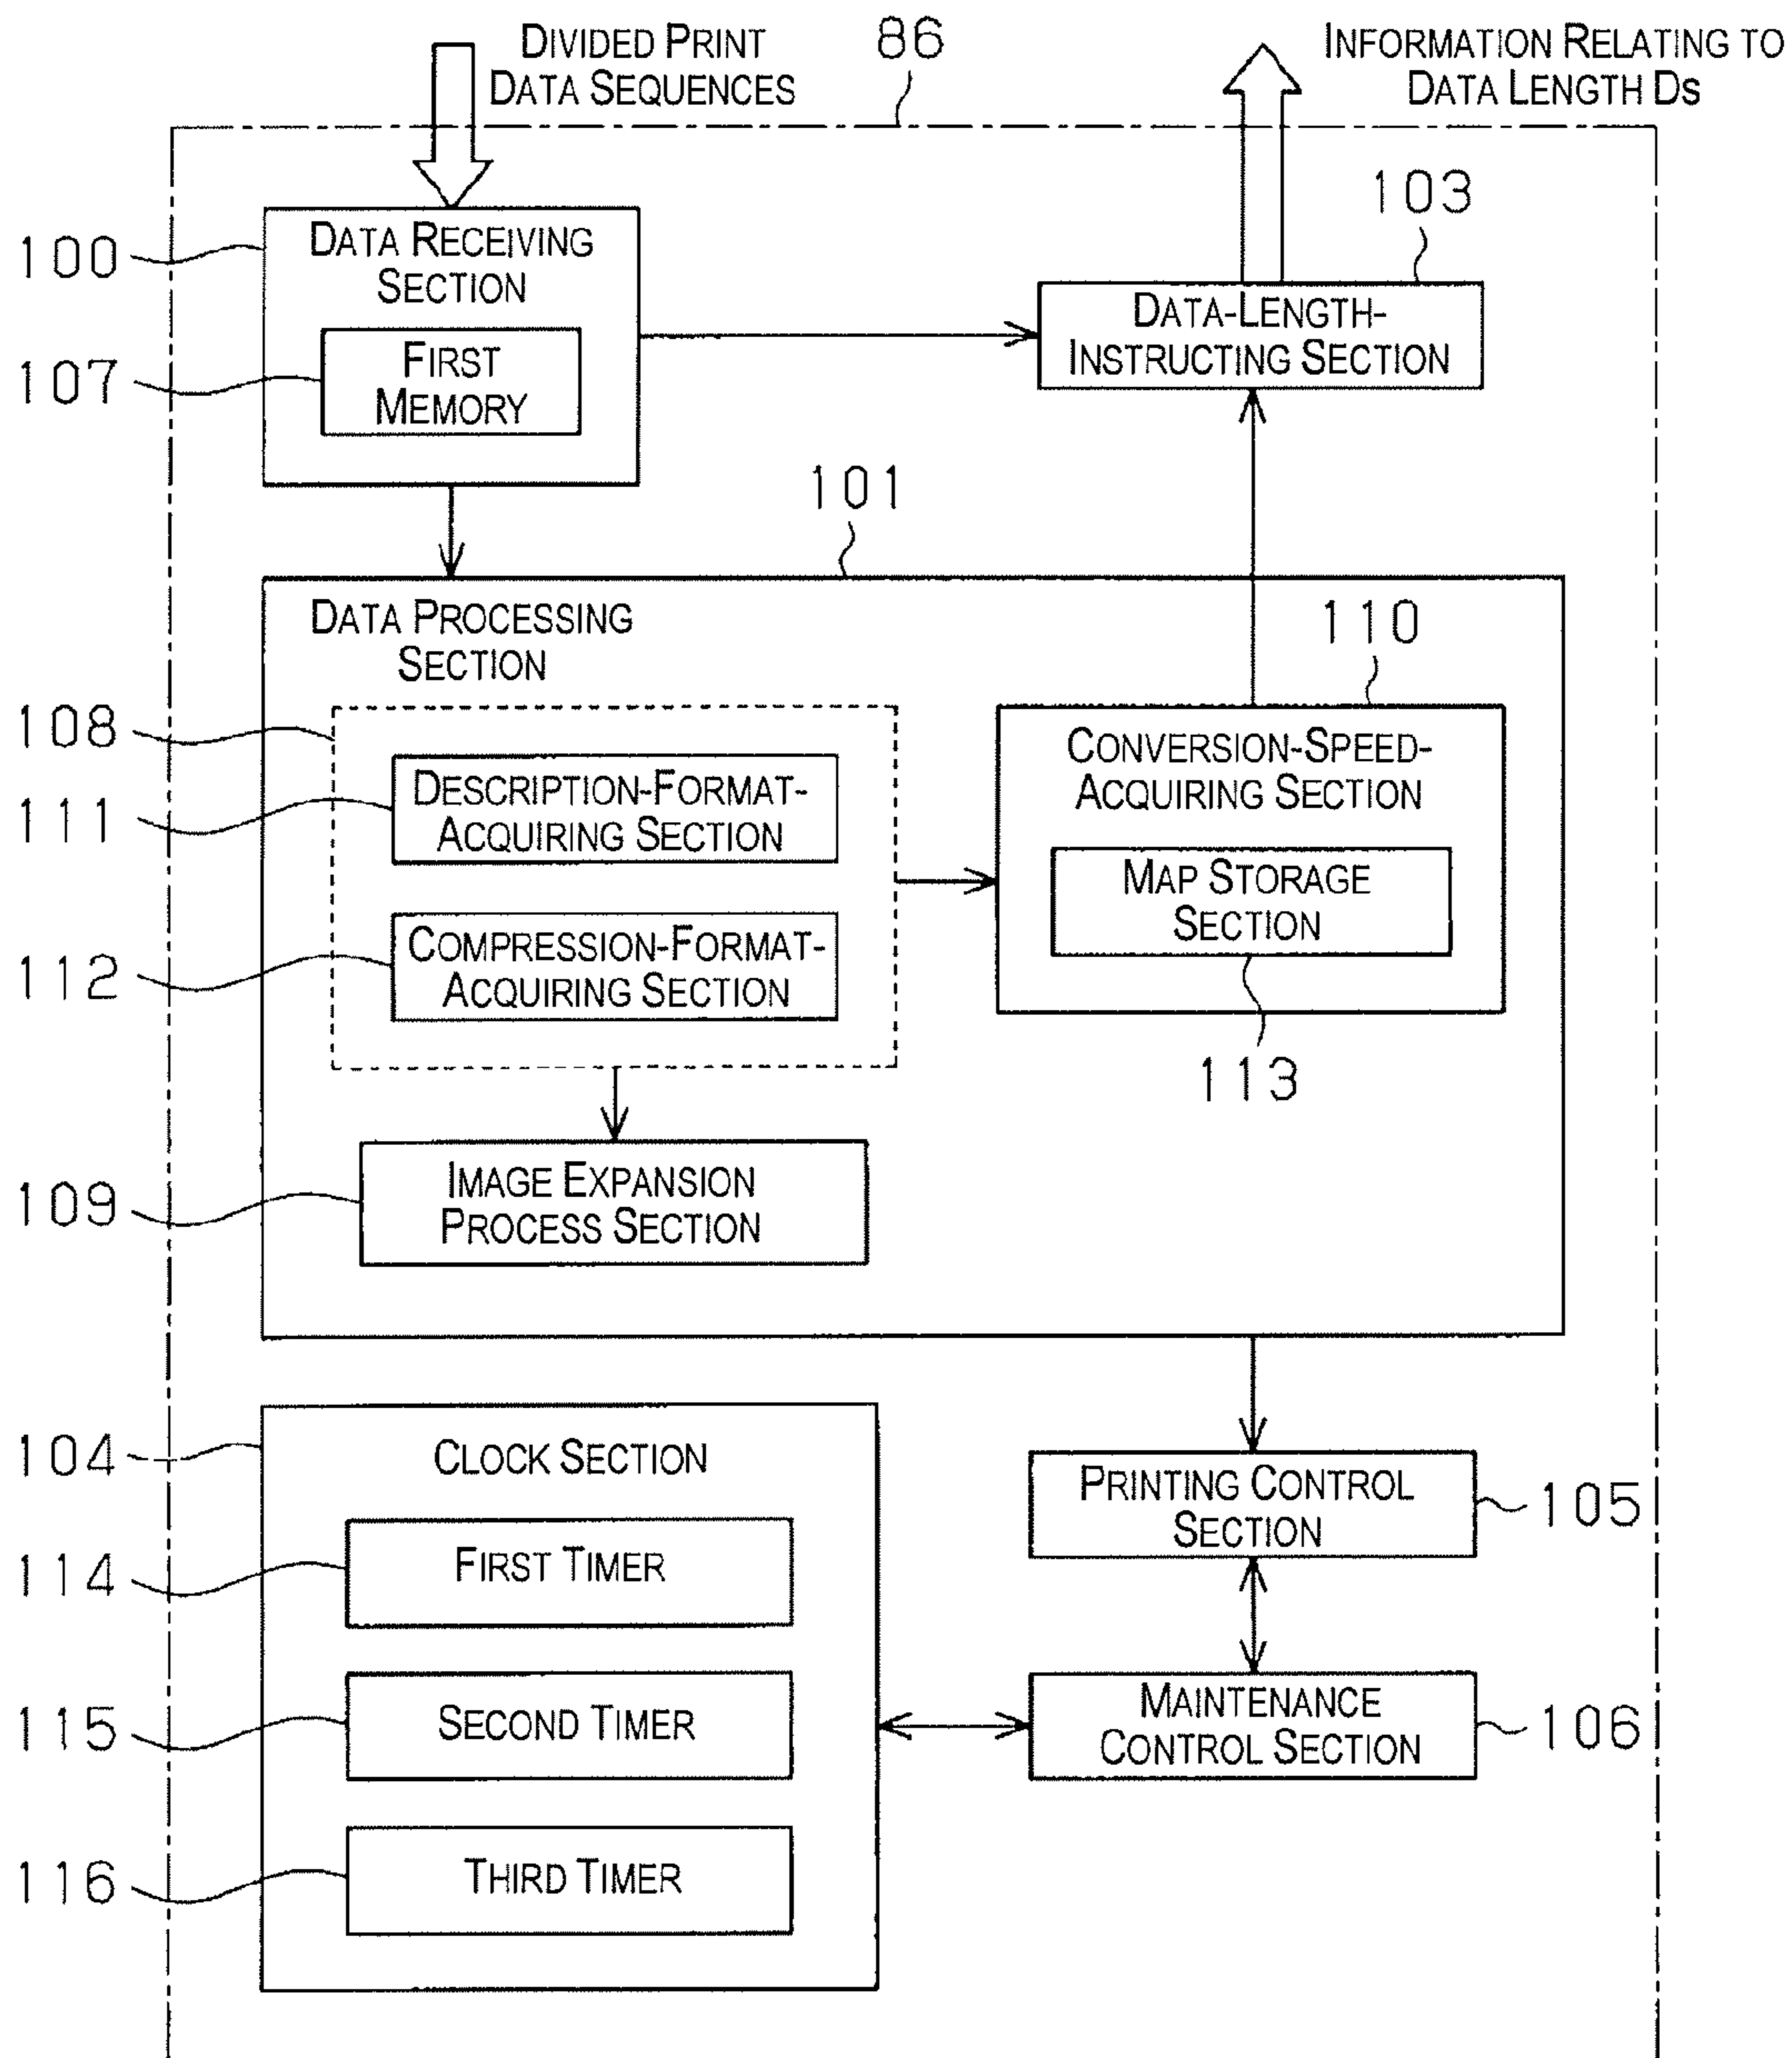 DIVIDED PRINT
DATA SEQUENCES
86
INFORMATION RELATING TO
DATA LENGTH DS
103
100
DATA RECEIVING
SECTION
DATA-LENGTH-
INSTRUCTING SECTION
107
FIRST
MEMORY
101
DATA PROCESSING
SECTION
110
108
CONVERSION-SPEED-
ACQUIRING SECTION
111
DESCRIPTION-FORMAT-
ACQUIRING SECTION
MAP STORAGE
SECTION
112
COMPRESSION-FORMAT-
ACQUIRING SECTION
113
109
IMAGE EXPANSION
PROCESS SECTION
104
CLOCK SECTION
PRINTING CONTROL
SECTION
105
114
FIRST TIMER
115
SECOND TIMER
MAINTENANCE
CONTROL SECTION
106
116
THIRD TIMER